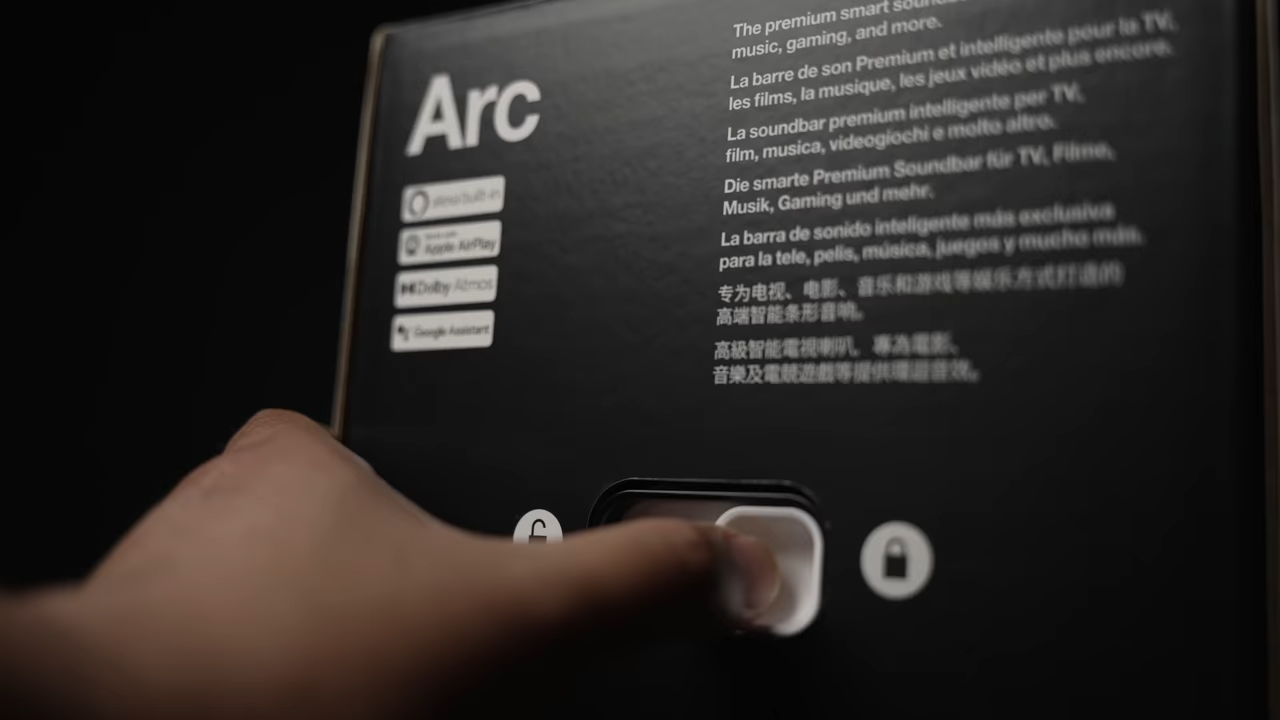 Arc
alexa built-in
Works with
Apple AirPlay
Dolby Atmos
Google Assistant
The premium smart
music, gaming, and more.
La barre de son Premium et intelligente pour la TV,
les films, la musique, les jeux vidéo et plus encore.
La soundbar premium intelligente per TV,
film, musica, videogiochi e molto altro.
Die smarte Premium Soundbar für TV, Filme,
Musik, Gaming und mehr.
La barra de sonido inteligente más exclusiva
para la tele, pelis, música, juegos y mucho más.
专为电视、电影、音乐和游戏等娱乐方式打造的
高端智能条形音响。
高級智能電視喇叭，專為電影、
音樂及電競遊戲等提供環迴音效。